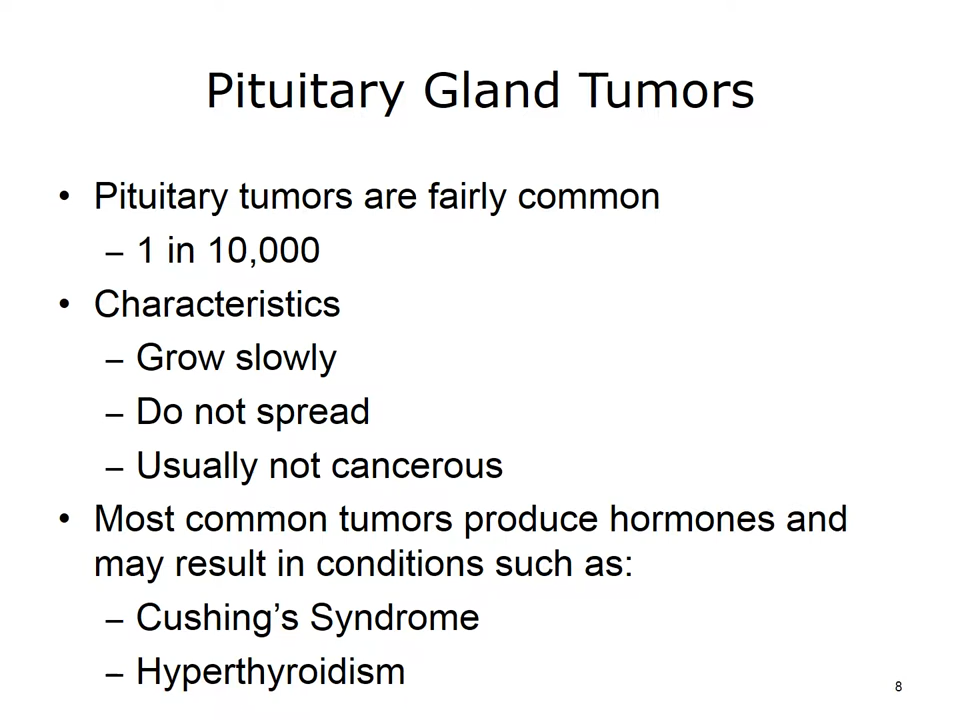 Pituitary Gland Tumors
• Pituitary tumors are fairly common
– 1 in 10,000
• Characteristics
– Grow slowly
– Do not spread
– Usually not cancerous
• Most common tumors produce hormones and
may result in conditions such as:
– Cushing’s Syndrome
– Hyperthyroidism
8